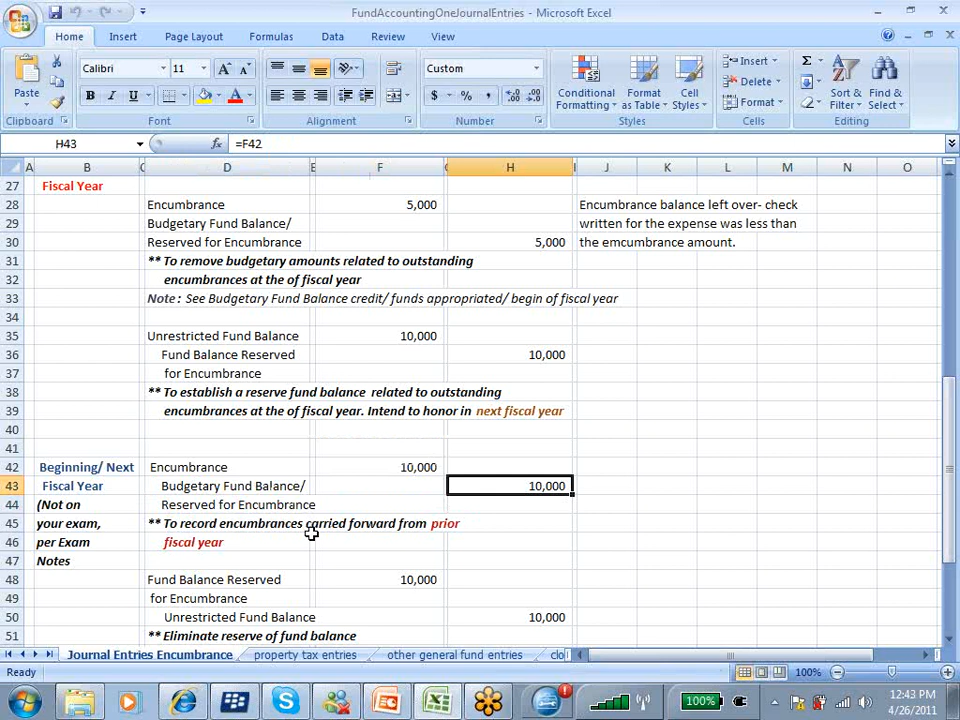 FundAccountingOneJournalEntries - Microsoft Excel
Home Insert Page Layout Formulas Data Review View
Paste
Calibri 11
B I U
Custom
$ % ,
Conditional Formatting
Format as Table
Cell Styles
Insert
Delete
Format
Sort & Filter
Find & Select
Clipboard Font Alignment Number Styles Cells Editing
H43 fx =F42
A B C D E F G H I J K L M N O
27 Fiscal Year
28 Encumbrance 5,000 Encumbrance balance left over- check
29 Budgetary Fund Balance/ written for the expense was less than
30 Reserved for Encumbrance 5,000 the emcumbrance amount.
31 ** To remove budgetary amounts related to outstanding
32 encumbrances at the of fiscal year
33 Note : See Budgetary Fund Balance credit/ funds appropriated/ begin of fiscal year
34
35 Unrestricted Fund Balance 10,000
36 Fund Balance Reserved 10,000
37 for Encumbrance
38 ** To establish a reserve fund balance related to outstanding
39 encumbrances at the of fiscal year. Intend to honor in next fiscal year
40
41
42 Beginning/ Next Encumbrance 10,000
43 Fiscal Year Budgetary Fund Balance/ 10,000
44 (Not on Reserved for Encumbrance
45 your exam, ** To record encumbrances carried forward from prior
46 per Exam fiscal year
47 Notes
48 Fund Balance Reserved 10,000
49 for Encumbrance
50 Unrestricted Fund Balance 10,000
51 ** Eliminate reserve of fund balance
Journal Entries Encumbrance property tax entries other general fund entries clo
Ready 100%
100% 12:43 PM
4/26/2011